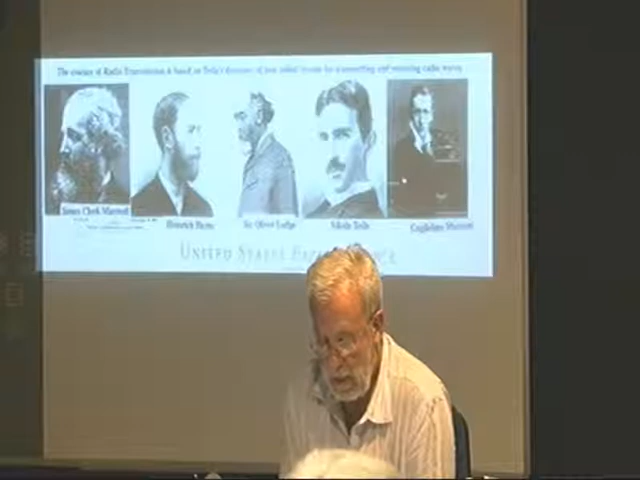 The essence of Radio Transmission is based on Tesla's discovery of four tuned circuits for transmitting and receiving radio waves
James Clerk Maxwell
Heinrich Hertz
Sir Oliver Lodge
Nikola Tesla
Guglielmo Marconi
UNITED STATES